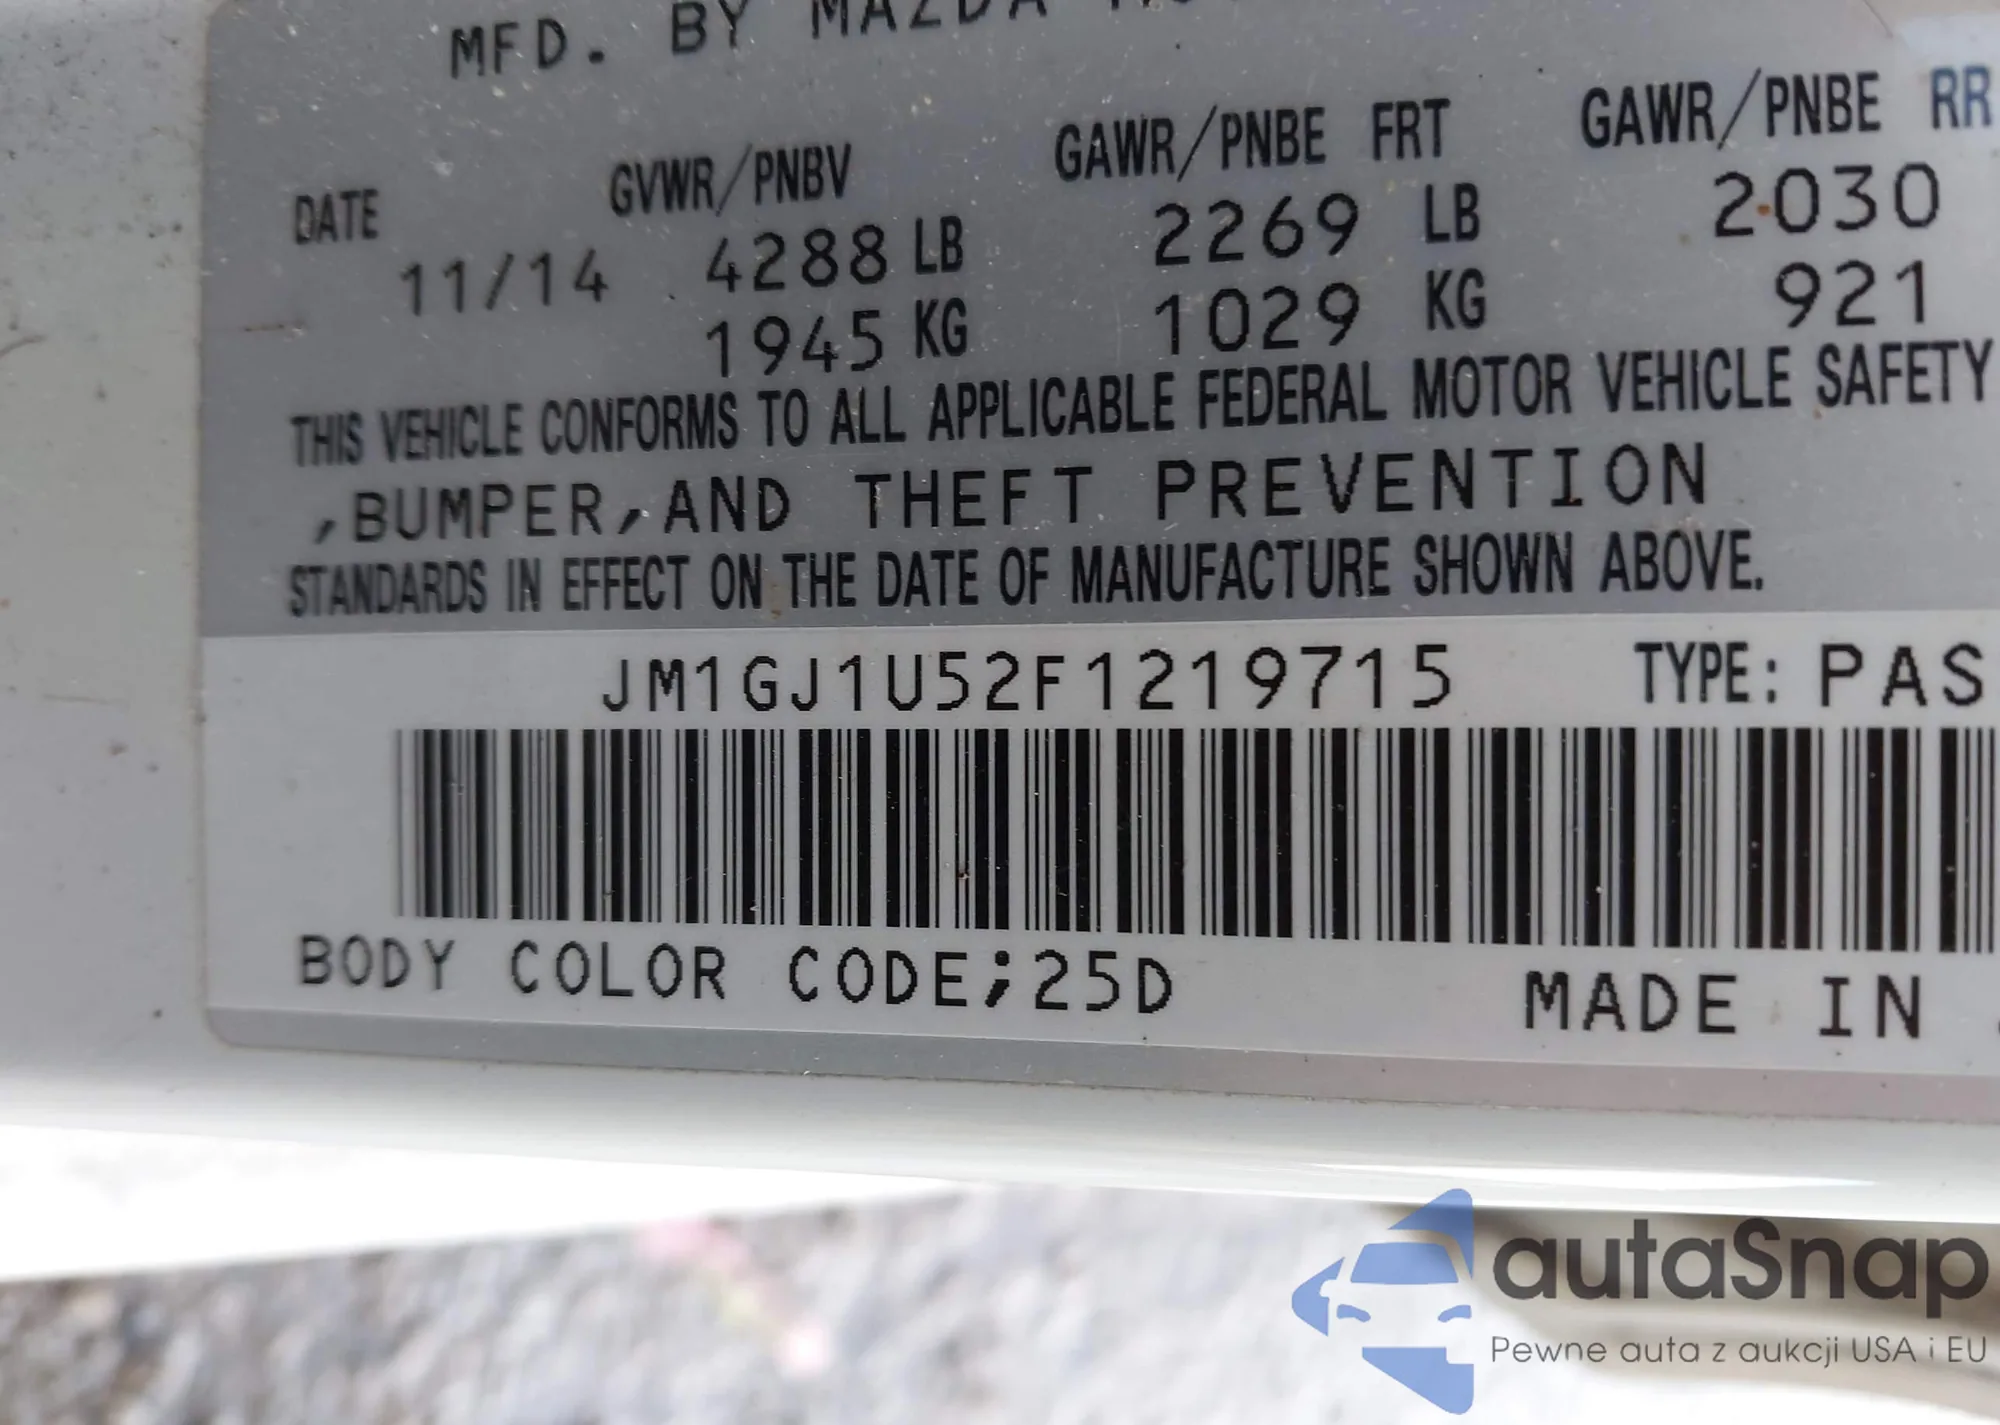 MFD. BY MAZDA
DATE GVWR/PNBV GAWR/PNBE FRT GAWR/PNBE RR
11/14 4288 LB 2269 LB 2030
1945 KG 1029 KG 921
THIS VEHICLE CONFORMS TO ALL APPLICABLE FEDERAL MOTOR VEHICLE SAFETY
,BUMPER,AND THEFT PREVENTION
STANDARDS IN EFFECT ON THE DATE OF MANUFACTURE SHOWN ABOVE.
JM1GJ1U52F1219715 TYPE: PAS
BODY COLOR CODE;25D MADE IN
autaSnap
Pewne auta z aukcji USA i EU